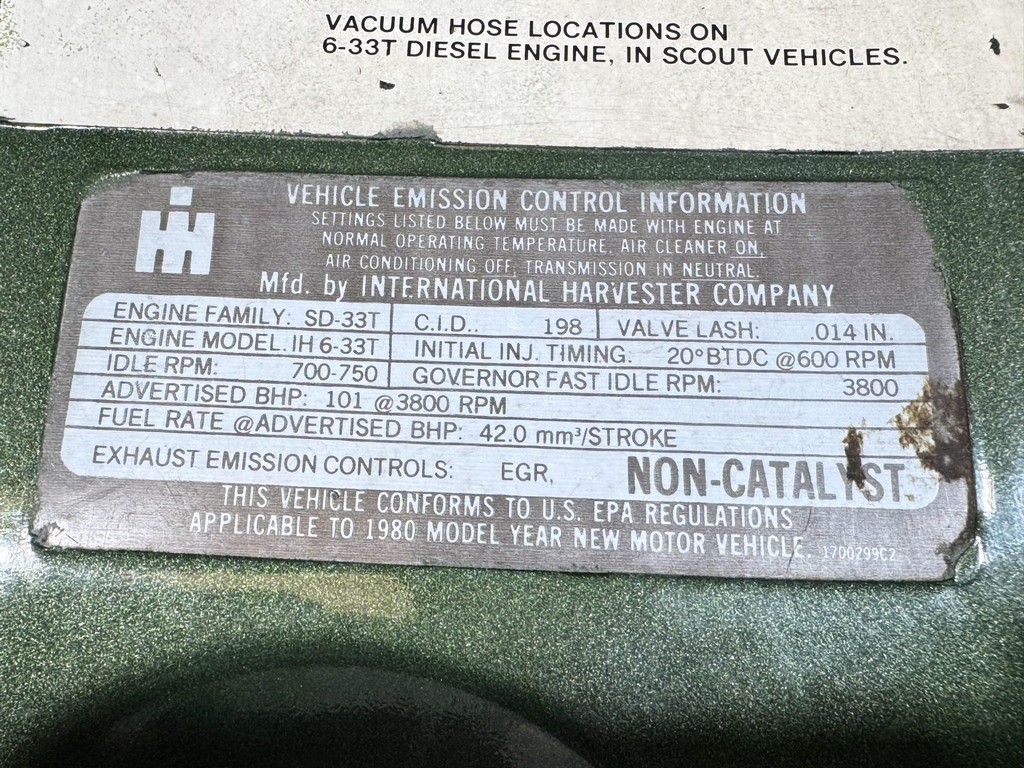 VACUUM HOSE LOCATIONS ON
6-33T DIESEL ENGINE, IN SCOUT VEHICLES.
VEHICLE EMISSION CONTROL INFORMATION
SETTINGS LISTED BELOW MUST BE MADE WITH ENGINE AT
NORMAL OPERATING TEMPERATURE, AIR CLEANER ON,
AIR CONDITIONING OFF, TRANSMISSION IN NEUTRAL.
Mfd. by INTERNATIONAL HARVESTER COMPANY
ENGINE FAMILY: SD-33T C.I.D.. 198 VALVE LASH: .014 IN.
ENGINE MODEL. IH 6-33T INITIAL INJ. TIMING. 20°BTDC @600 RPM
IDLE RPM: 700-750 GOVERNOR FAST IDLE RPM: 3800
ADVERTISED BHP: 101 @3800 RPM
FUEL RATE @ADVERTISED BHP: 42.0 mm³/STROKE
EXHAUST EMISSION CONTROLS: EGR, NON-CATALYST.
THIS VEHICLE CONFORMS TO U.S. EPA REGULATIONS
APPLICABLE TO 1980 MODEL YEAR NEW MOTOR VEHICLE. 1700299C2